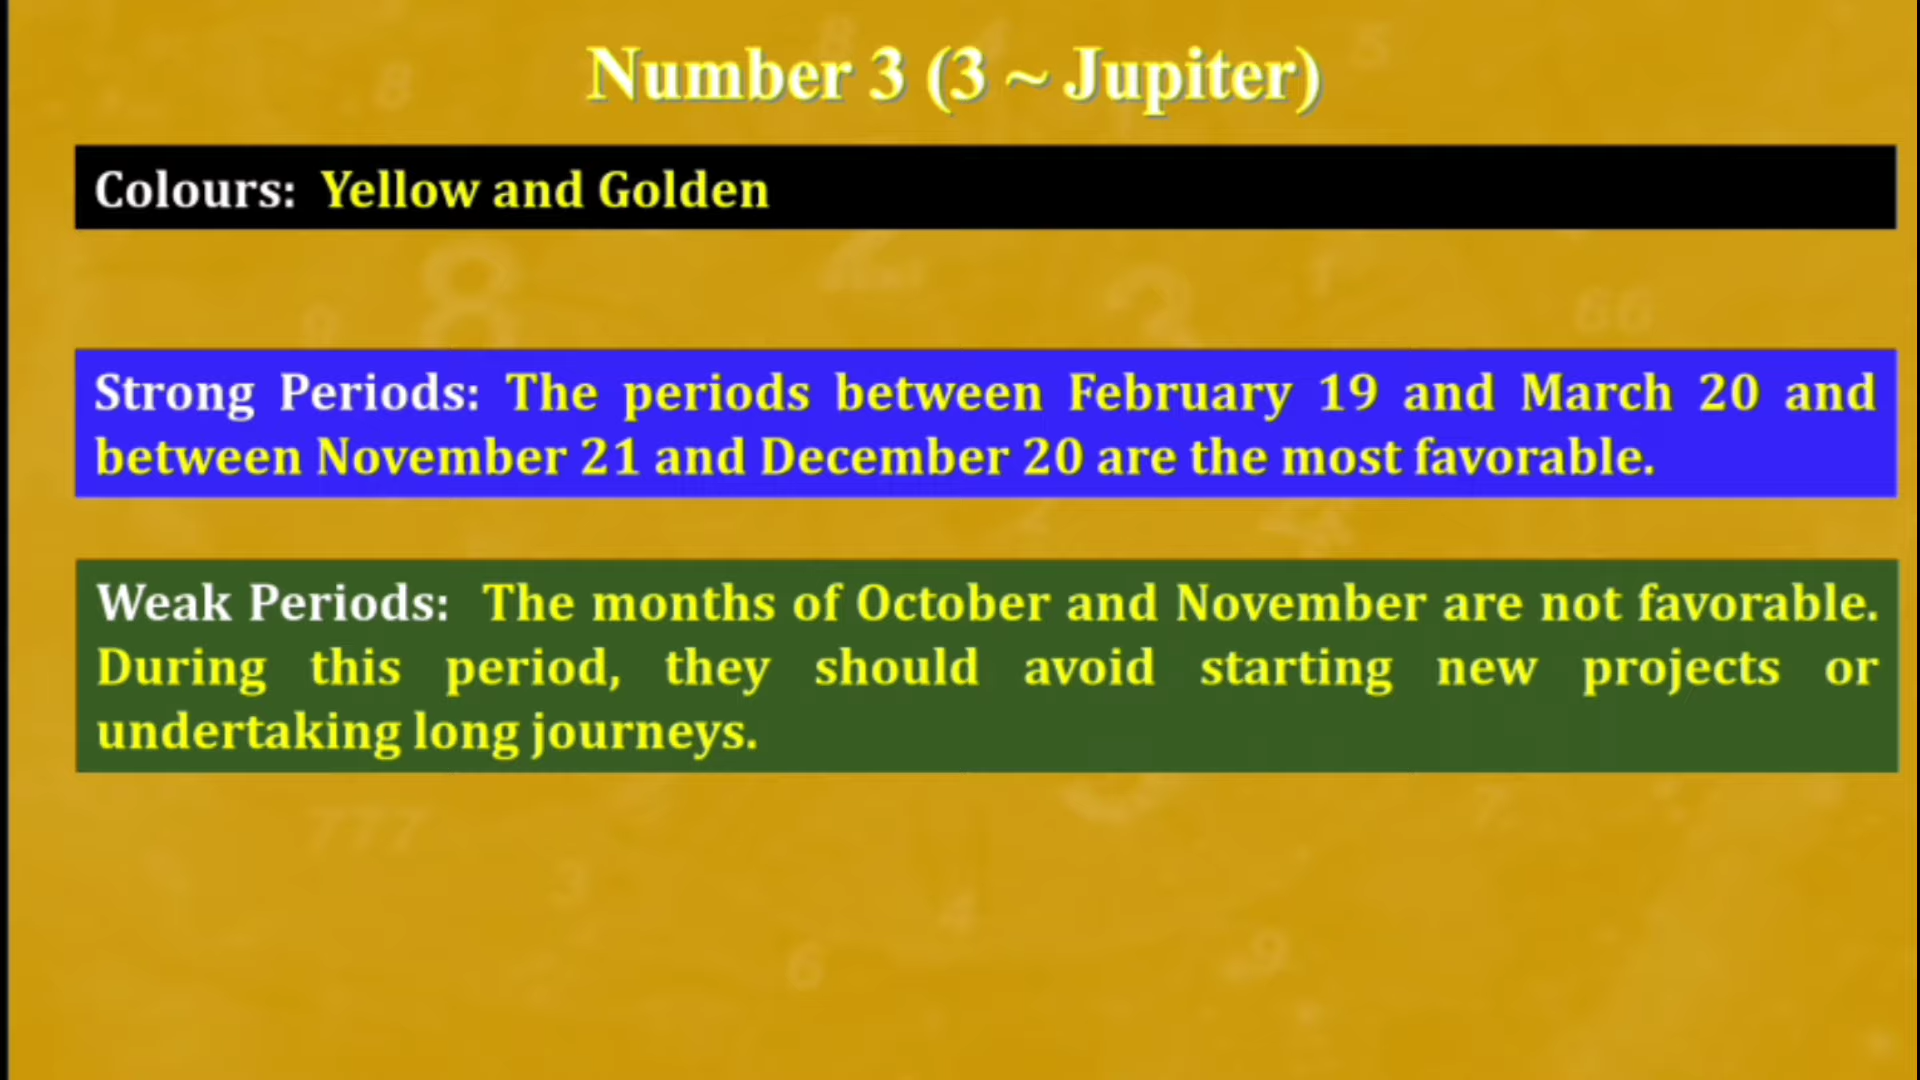 Number 3 (3 ~ Jupiter)
Colours: Yellow and Golden
Strong Periods: The periods between February 19 and March 20 and
between November 21 and December 20 are the most favorable.
Weak Periods: The months of October and November are not favorable.
During this period, they should avoid starting new projects or
undertaking long journeys.